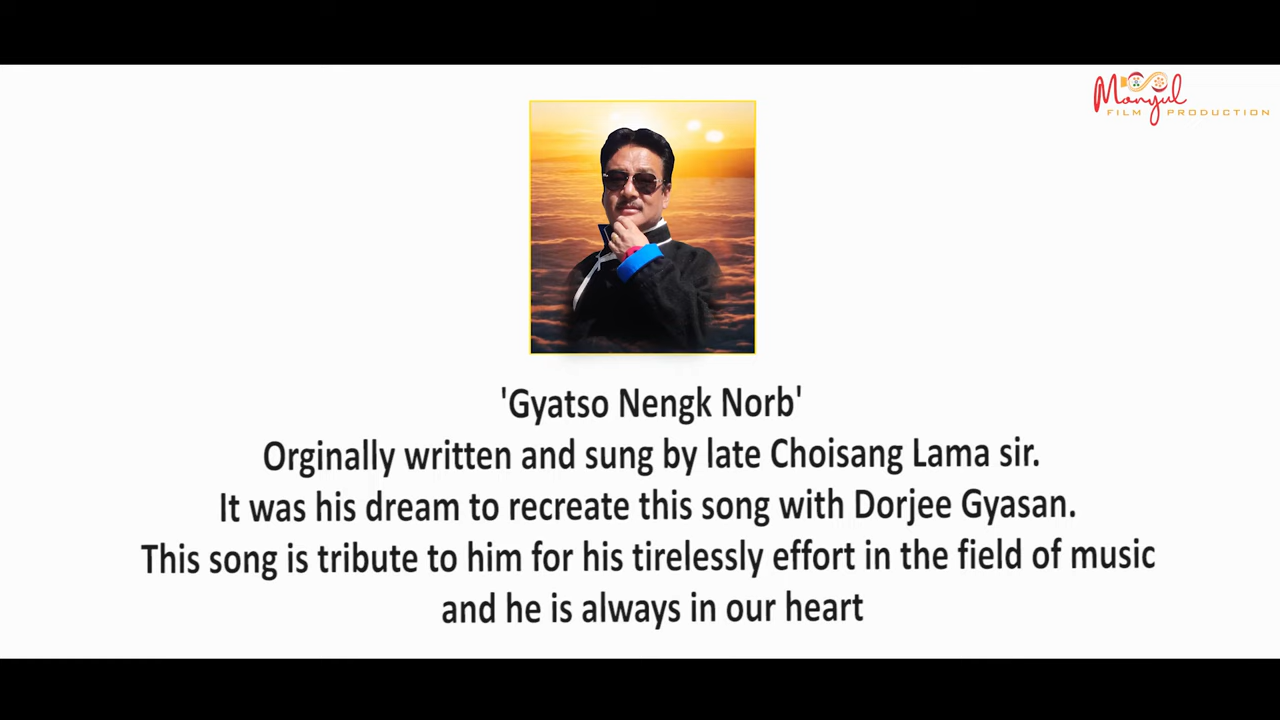 Monyul
FILM PRODUCTION
'Gyatso Nengk Norb'
Orginally written and sung by late Choisang Lama sir.
It was his dream to recreate this song with Dorjee Gyasan.
This song is tribute to him for his tirelessly effort in the field of music
and he is always in our heart